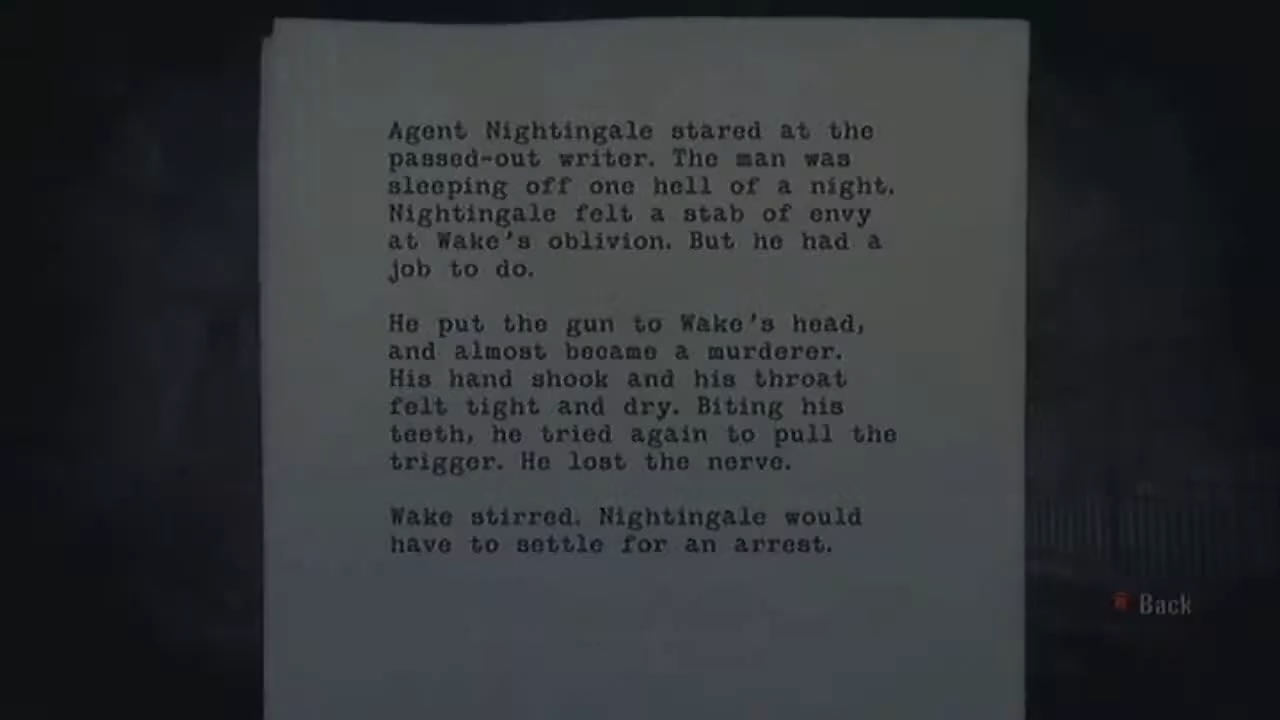 Agent Nightingale stared at the
passed-out writer. The man was
sleeping off one hell of a night.
Nightingale felt a stab of envy
at Wake's oblivion. But he had a
job to do.
He put the gun to Wake's head,
and almost became a murderer.
His hand shook and his throat
felt tight and dry. Biting his
teeth, he tried again to pull the
trigger. He lost the nerve.
Wake stirred. Nightingale would
have to settle for an arrest.
Back